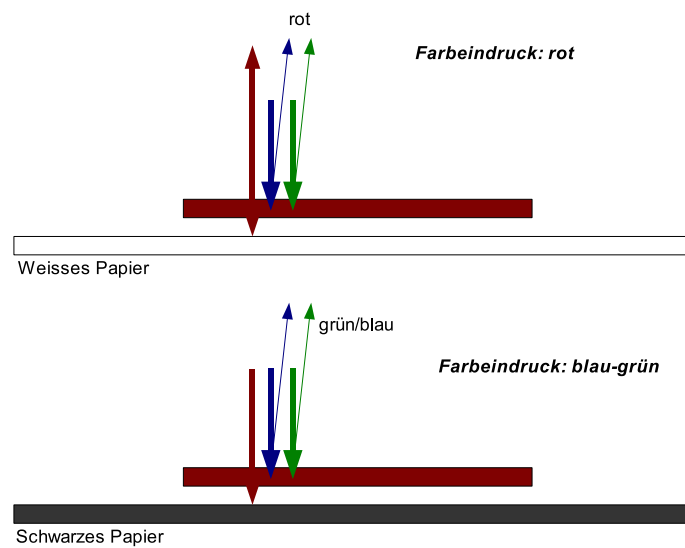 rot
Farbeindruck: rot
Weisses Papier
grün/blau
Farbeindruck: blau-grün
Schwarzes Papier